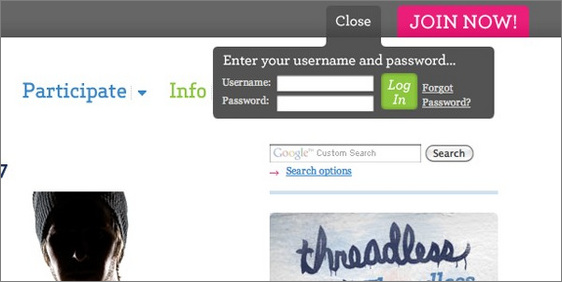 Close
JOIN NOW!
Enter your username and password...
Username:
Password:
Log
In
Forgot
Password?
Participate
Info
Google™ Custom Search
Search
Search options
7
threadless
Threadless